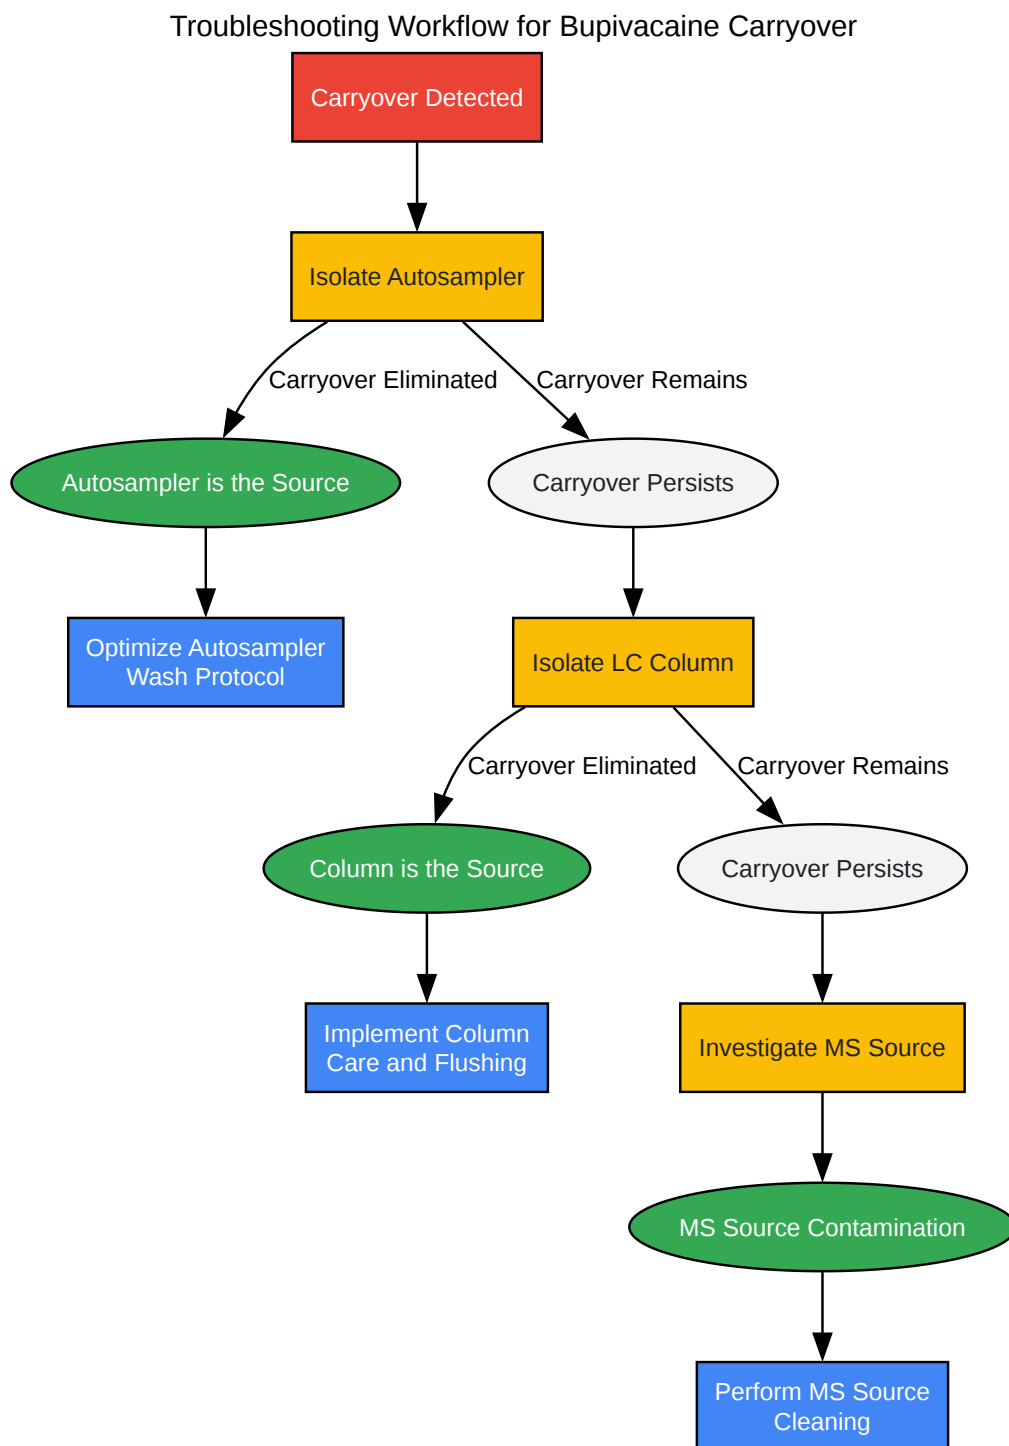 Troubleshooting Workflow for Bupivacaine Carryover
Carryover Detected
Isolate Autosampler
Carryover Eliminated
Carryover Remains
Autosampler is the Source
Carryover Persists
Optimize Autosampler
Wash Protocol
Isolate LC Column
Carryover Eliminated
Carryover Remains
Column is the Source
Carryover Persists
Implement Column
Care and Flushing
Investigate MS Source
MS Source Contamination
Perform MS Source
Cleaning